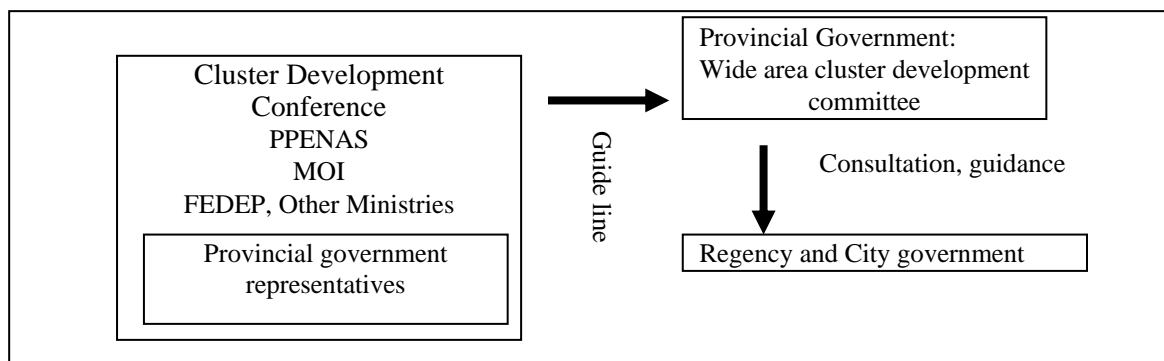 Cluster Development
Conference
PPENAS
MOI
FEDEP, Other Ministries
Provincial government
representatives
Guide line
Provincial Government:
Wide area cluster development
committee
Consultation, guidance
Regency and City government